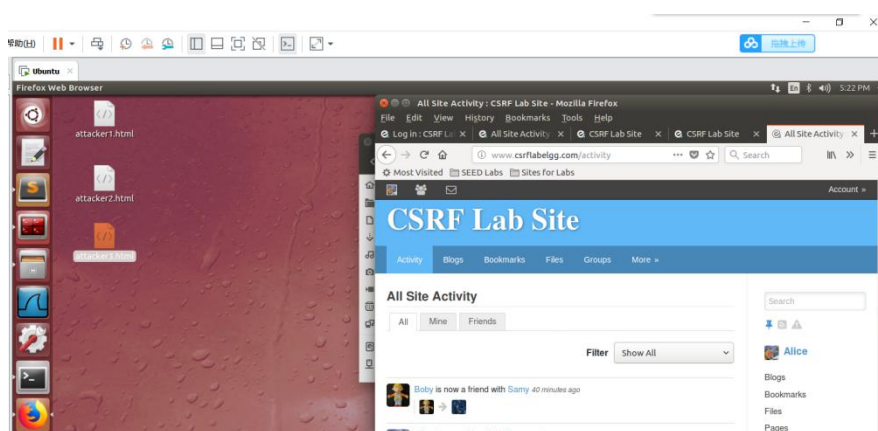 帮助(H)
拖拽上传
Ubuntu
Firefox Web Browser
En
5:22 PM
attacker1.html
attacker2.html
attacker3.html
All Site Activity : CSRF Lab Site - Mozilla Firefox
File Edit View History Bookmarks Tools Help
Log in : CSRF La All Site Activity CSRF Lab Site CSRF Lab Site All Site Activity
www.csrflabelgg.com/activity
Search
Most Visited SEED Labs Sites for Labs
Account »
CSRF Lab Site
Activity Blogs Bookmarks Files Groups More »
All Site Activity
Search
All Mine Friends
Filter Show All
Alice
Boby is now a friend with Samy 40 minutes ago
Blogs
Bookmarks
Files
Pages